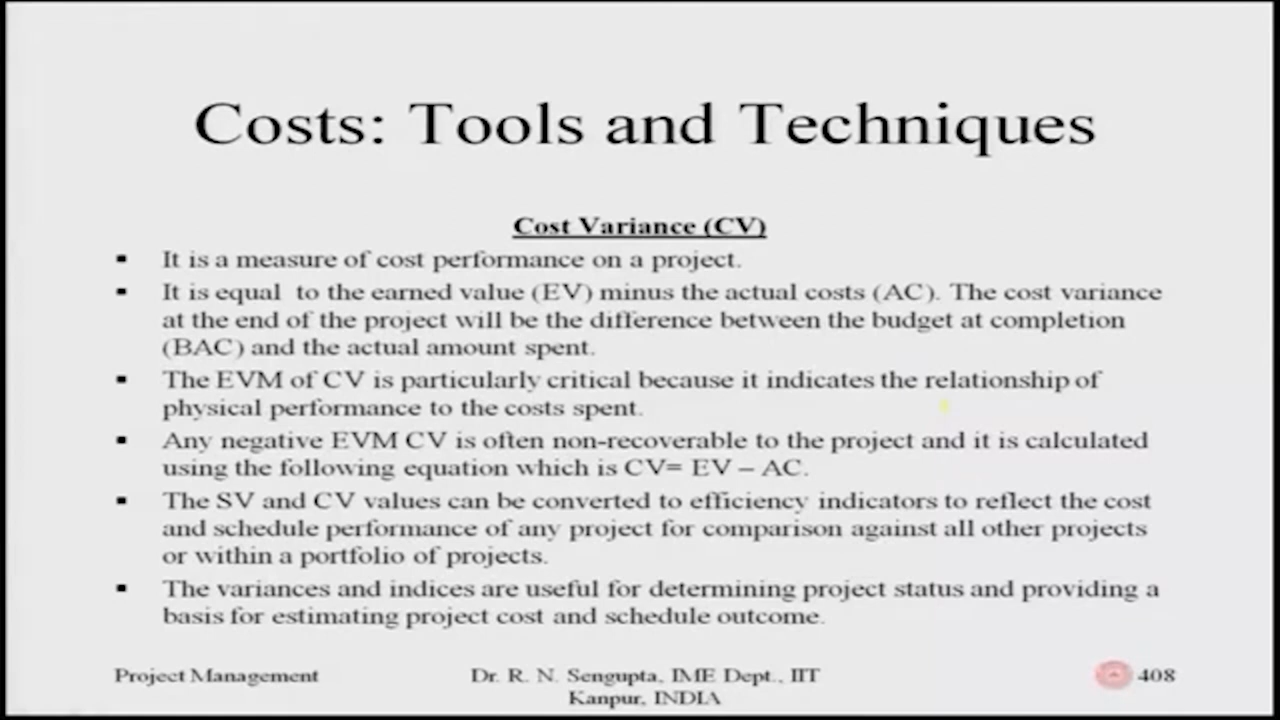 Costs: Tools and Techniques
Cost Variance (CV)
▪ It is a measure of cost performance on a project.
▪ It is equal to the earned value (EV) minus the actual costs (AC). The cost variance
at the end of the project will be the difference between the budget at completion
(BAC) and the actual amount spent.
▪ The EVM of CV is particularly critical because it indicates the relationship of
physical performance to the costs spent.
▪ Any negative EVM CV is often non-recoverable to the project and it is calculated
using the following equation which is CV= EV – AC.
▪ The SV and CV values can be converted to efficiency indicators to reflect the cost
and schedule performance of any project for comparison against all other projects
or within a portfolio of projects.
▪ The variances and indices are useful for determining project status and providing a
basis for estimating project cost and schedule outcome.
Project Management
Dr. R. N. Sengupta, IME Dept., IIT
Kanpur, INDIA
408